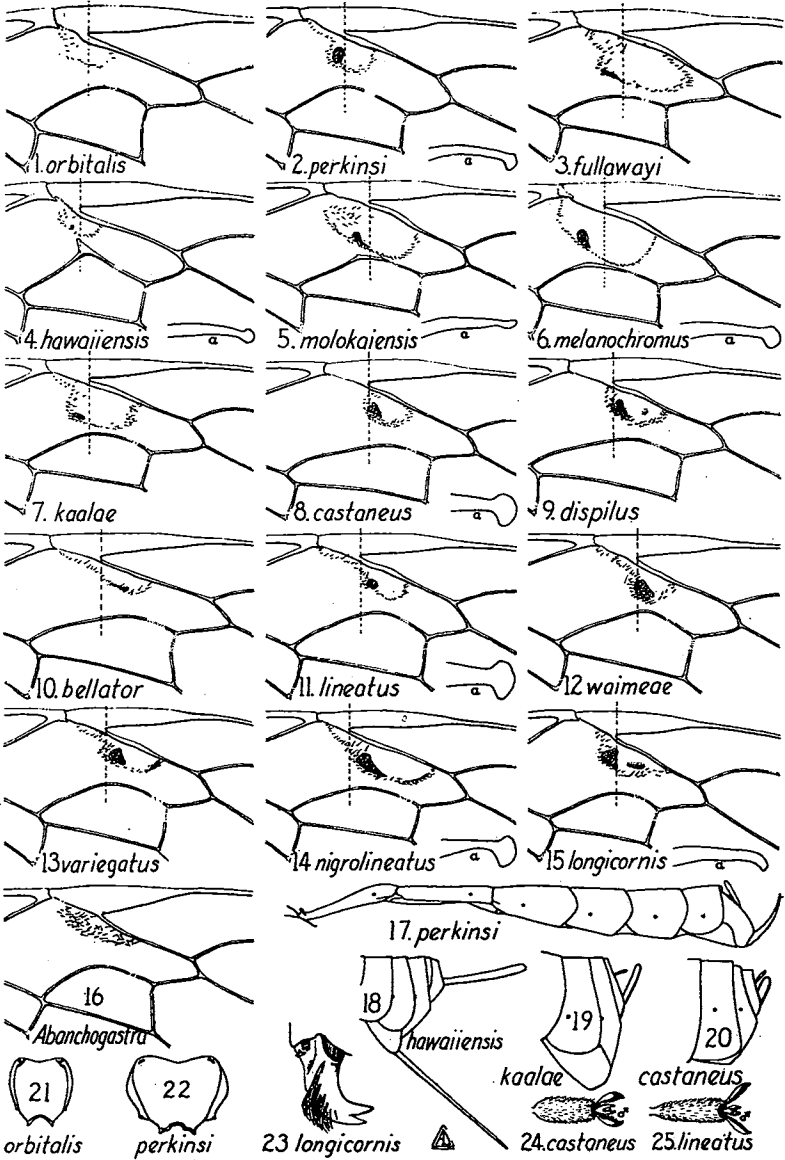 1. orbitalis
2. perkinsi
a
3. fullawayi
4. hawaiiensis
a
5. molokaiensis
a
6. melanochromus
a
7. kaalae
8. castaneus
a
9. dispilus
10. bellator
11. lineatus
a
12 waimeae
13 variegatus
14 nigrolineatus
a
15 longicornis
a
16
Abanchogastra
17. perkinsi
18
hawaiiensis
19
kaalae
20
castaneus
21
orbitalis
22
perkinsi
23 longicornis
24. castaneus
♂
25. lineatus
♂